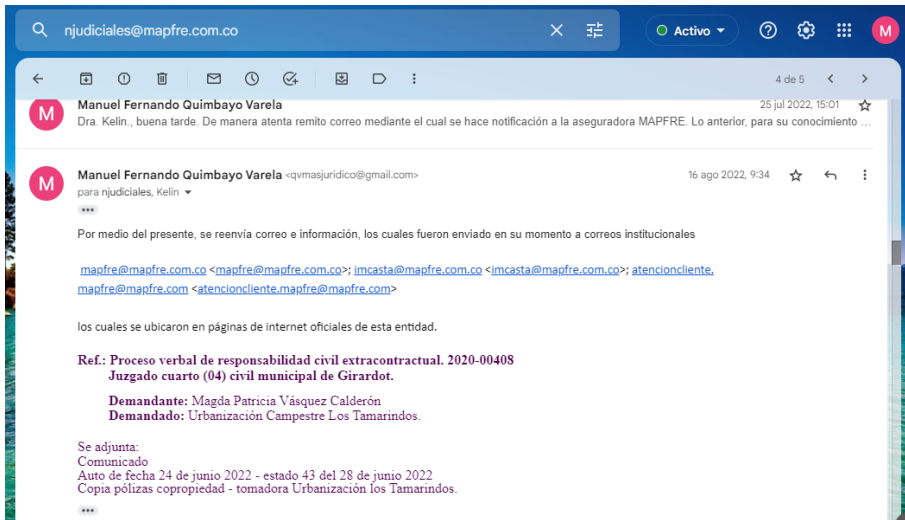 njudiciales@mapfre.com.co
Activo
M
4 de 5
M
Manuel Fernando Quimbayo Varela
25 jul 2022, 15:01
Dra. Kelin., buena tarde. De manera atenta remito correo mediante el cual se hace notificación a la aseguradora MAPFRE. Lo anterior, para su conocimiento ...
M
Manuel Fernando Quimbayo Varela <qvmasjuridico@gmail.com>
16 ago 2022, 9:34
para njudiciales, Kelin
Por medio del presente, se reenvía correo e información, los cuales fueron enviado en su momento a correos institucionales
mapfre@mapfre.com.co <mapfre@mapfre.com.co>; imcasta@mapfre.com.co <imcasta@mapfre.com.co>; atencioncliente.
mapfre@mapfre.com <atencioncliente.mapfre@mapfre.com>
los cuales se ubicaron en páginas de internet oficiales de esta entidad.
Ref.: Proceso verbal de responsabilidad civil extracontractual. 2020-00408
Juzgado cuarto (04) civil municipal de Girardot.
Demandante: Magda Patricia Vásquez Calderón
Demandado: Urbanización Campestre Los Tamarindos.
Se adjunta:
Comunicado
Auto de fecha 24 de junio 2022 - estado 43 del 28 de junio 2022
Copia pólizas copropiedad - tomadora Urbanización los Tamarindos.